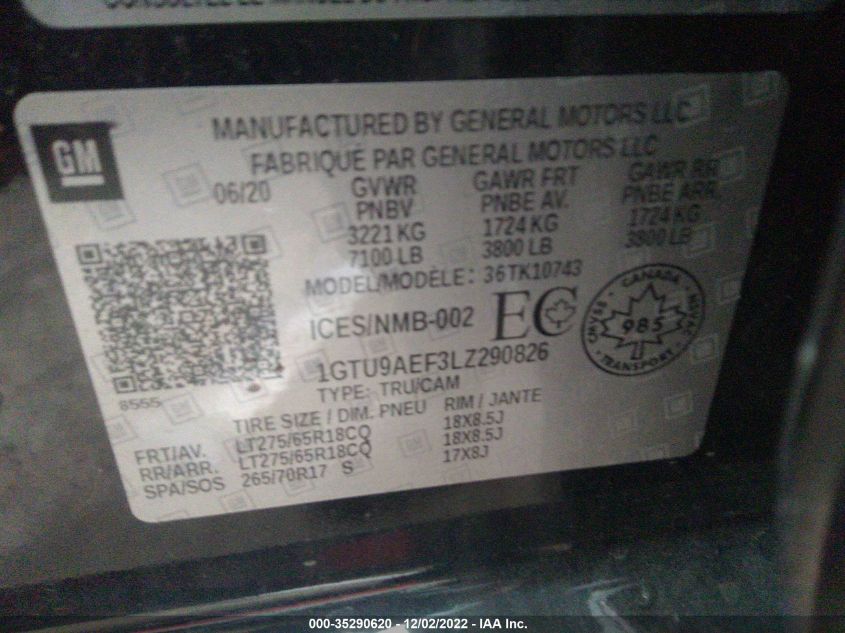 GM
MANUFACTURED BY GENERAL MOTORS LLC
FABRIQUÉ PAR GENERAL MOTORS LLC
06/20
GVWR GAWR FRT GAWR RR
PNBV PNBE AV. PNBE ARR.
3221 KG 1724 KG 1724 KG
7100 LB 3800 LB 3800 LB
MODEL/MODÈLE: 36TK10743
ICES/NMB-002 EC
CANADA
CMVSS 985 NSVAC
TRANSPORT
1GTU9AEF3LZ290826
TYPE: TRU/CAM
8555
TIRE SIZE / DIM. PNEU RIM / JANTE
FRT/AV. LT275/65R18CQ 18X8.5J
RR/ARR. LT275/65R18CQ 18X8.5J
SPA/SOS 265/70R17 S 17X8J
000-35290620 - 12/02/2022 - IAA Inc.